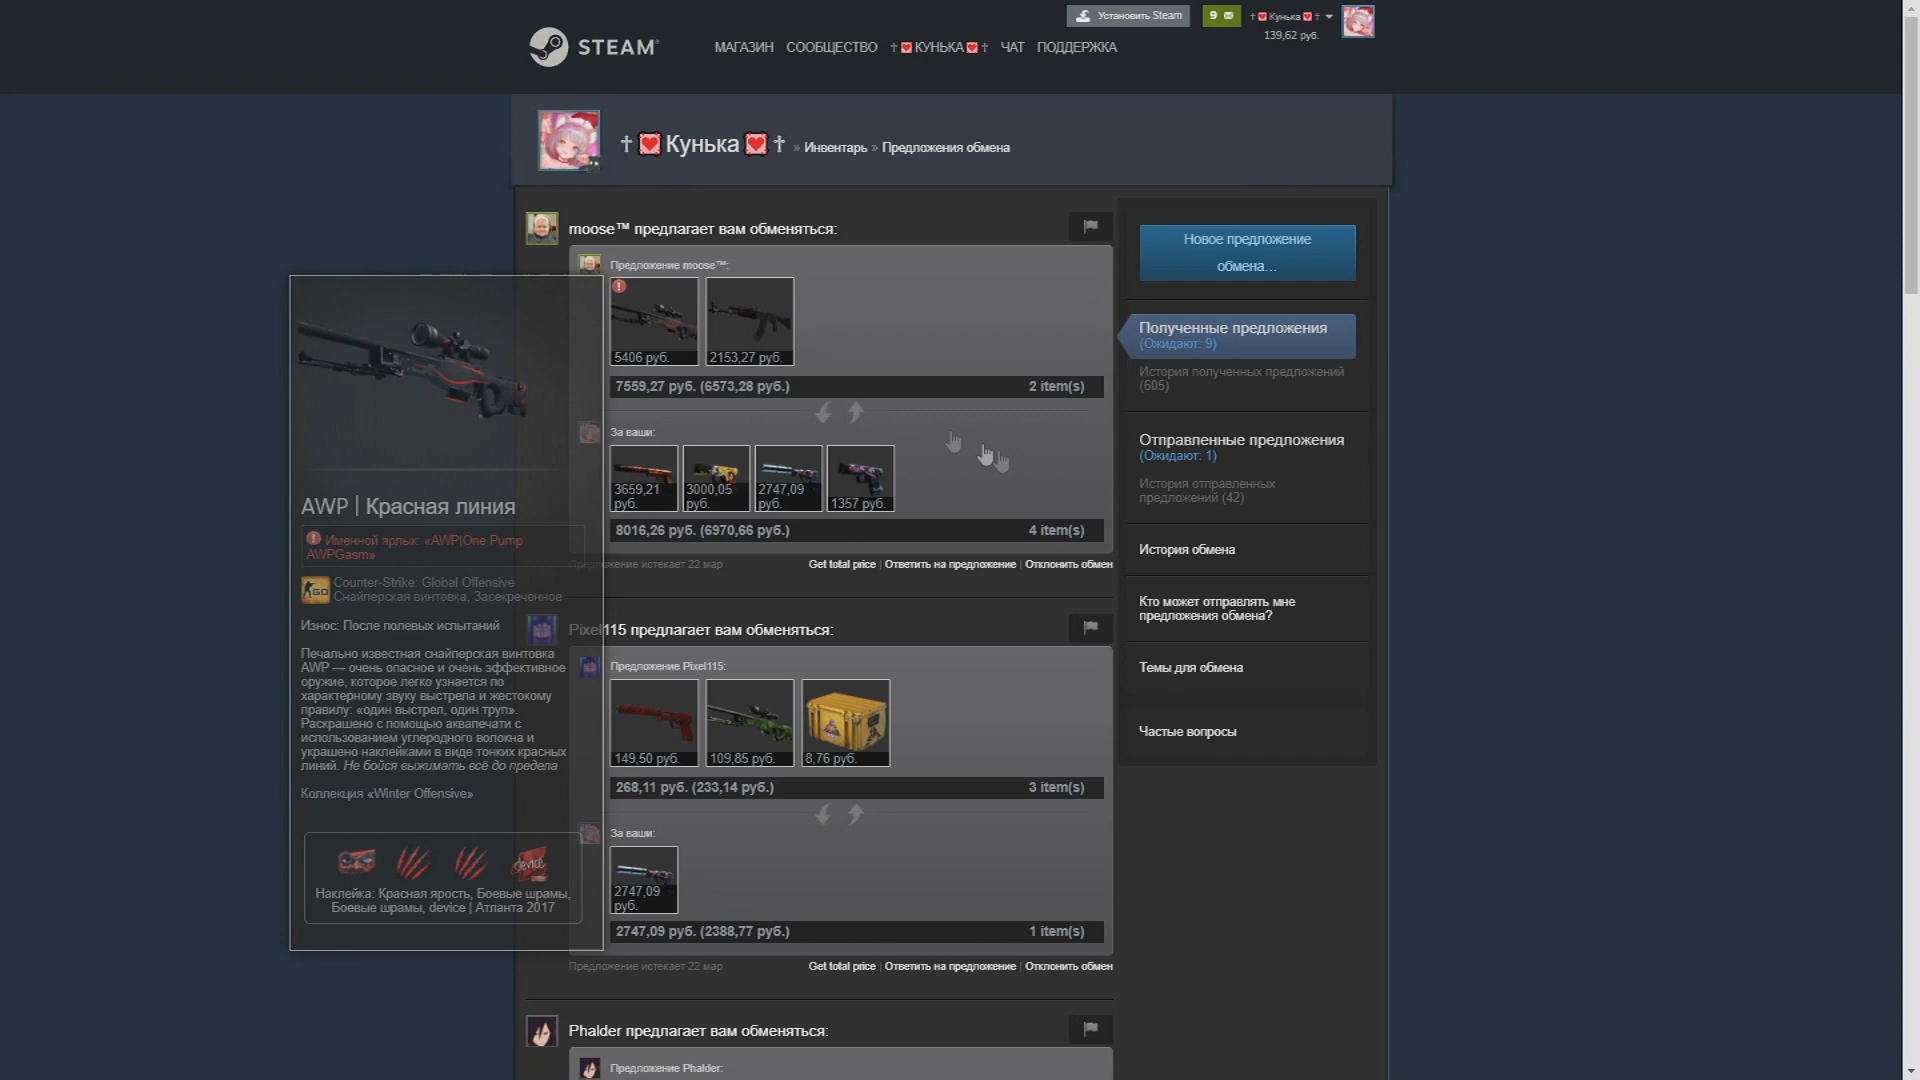 Установить Steam
9
†❤Кунька❤†
139,62 руб.
STEAM
МАГАЗИН СООБЩЕСТВО †❤КУНЬКА❤† ЧАТ ПОДДЕРЖКА
†❤Кунька❤† » Инвентарь » Предложения обмена
moose™ предлагает вам обменяться:
Предложение moose™:
5406 руб.
2153,27 руб.
7559,27 руб. (6573,28 руб.) 2 item(s)
За ваши:
3659,21 руб.
3000,05 руб.
2747,09 руб.
1357 руб.
8016,26 руб. (6970,66 руб.) 4 item(s)
Предложение истекает 22 мар
Get total price | Ответить на предложение | Отклонить обмен
Pixel115 предлагает вам обменяться:
Предложение Pixel115:
149,50 руб.
109,85 руб.
8,76 руб.
268,11 руб. (233,14 руб.) 3 item(s)
За ваши:
2747,09 руб.
2747,09 руб. (2388,77 руб.) 1 item(s)
Предложение истекает 22 мар
Get total price | Ответить на предложение | Отклонить обмен
Phalder предлагает вам обменяться:
Предложение Phalder:
AWP | Красная линия
Именной ярлык: «AWP|One Pump
AWPGasm»
Counter-Strike: Global Offensive
Снайперская винтовка, Засекреченное
Износ: После полевых испытаний
Печально известная снайперская винтовка
AWP — очень опасное и очень эффективное
оружие, которое легко узнается по
характерному звуку выстрела и жестокому
правилу: «один выстрел, один труп».
Раскрашено с помощью аквапечати с
использованием углеродного волокна и
украшено наклейками в виде тонких красных
линий. Не бойся выжимать всё до предела
Коллекция «Winter Offensive»
device
Наклейка: Красная ярость, Боевые шрамы,
Боевые шрамы, device | Атланта 2017
Новое предложение
обмена...
Полученные предложения
(Ожидают: 9)
История полученных предложений
(605)
Отправленные предложения
(Ожидают: 1)
История отправленных
предложений (42)
История обмена
Кто может отправлять мне
предложения обмена?
Темы для обмена
Частые вопросы